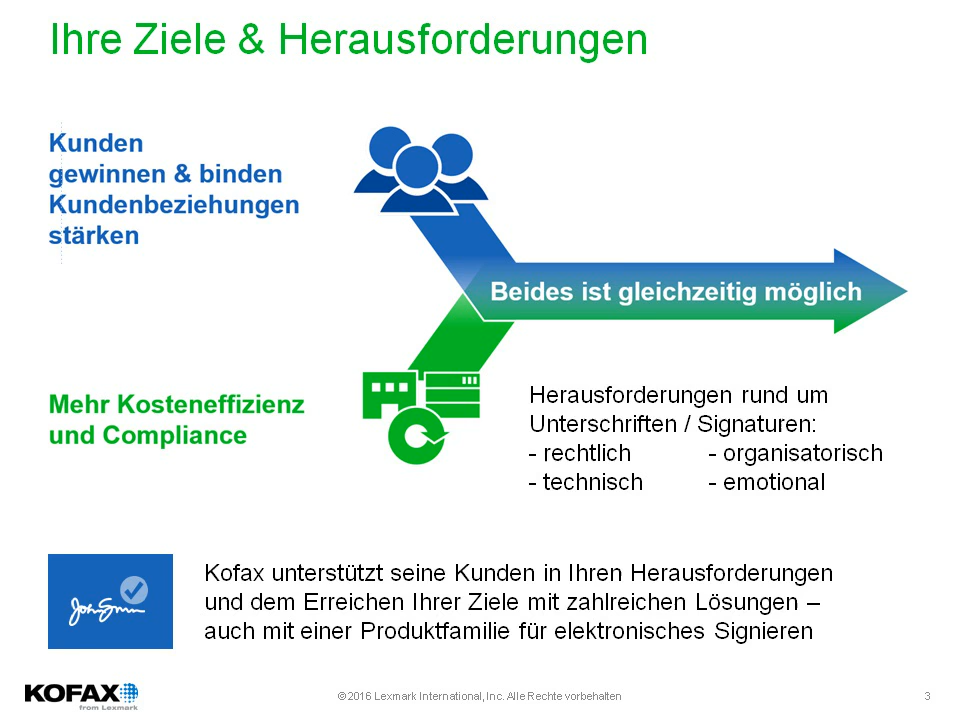 Ihre Ziele & Herausforderungen
Kunden
gewinnen & binden
Kundenbeziehungen
stärken
Beides ist gleichzeitig möglich
Mehr Kosteneffizienz
und Compliance
Herausforderungen rund um
Unterschriften / Signaturen:
- rechtlich - organisatorisch
- technisch - emotional
Kofax unterstützt seine Kunden in Ihren Herausforderungen
und dem Erreichen Ihrer Ziele mit zahlreichen Lösungen –
auch mit einer Produktfamilie für elektronisches Signieren
KOFAX
from Lexmark
© 2016 Lexmark International, Inc. Alle Rechte vorbehalten
3